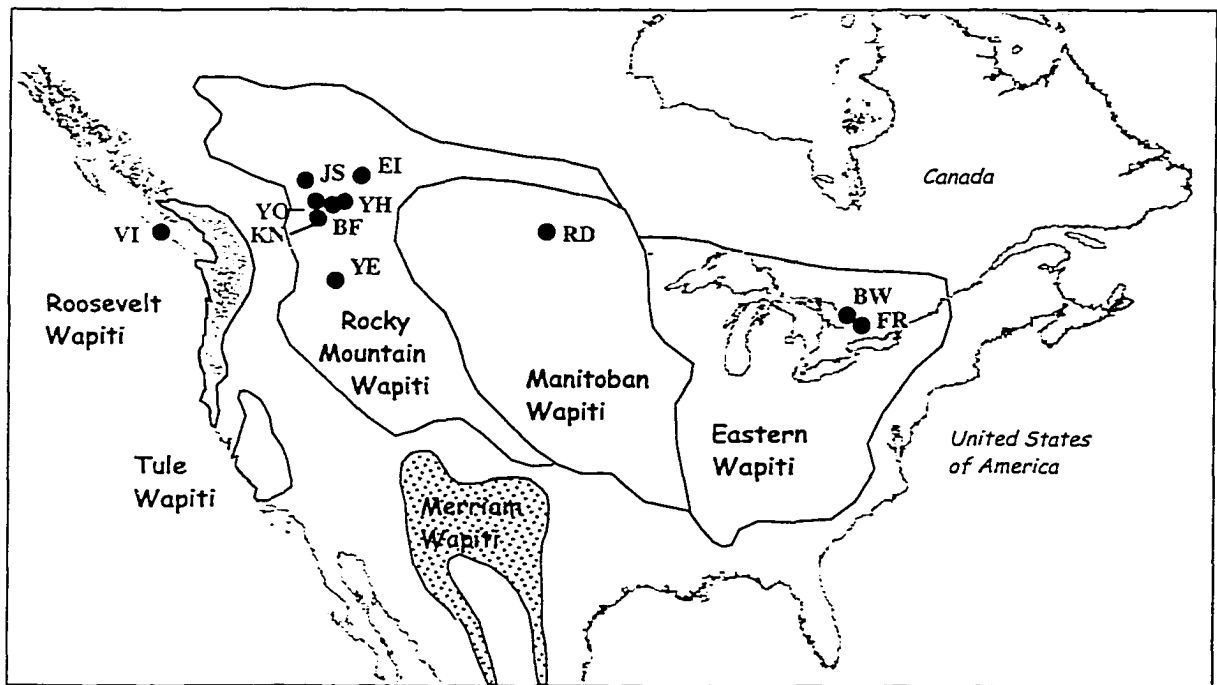 Canada
JS
EI
YO
YH
KN
BF
VI
RD
YE
BW
FR
Roosevelt
Wapiti
Rocky
Mountain
Wapiti
Manitoban
Wapiti
Eastern
Wapiti
United States
of America
Tule
Wapiti
Merriam
Wapiti